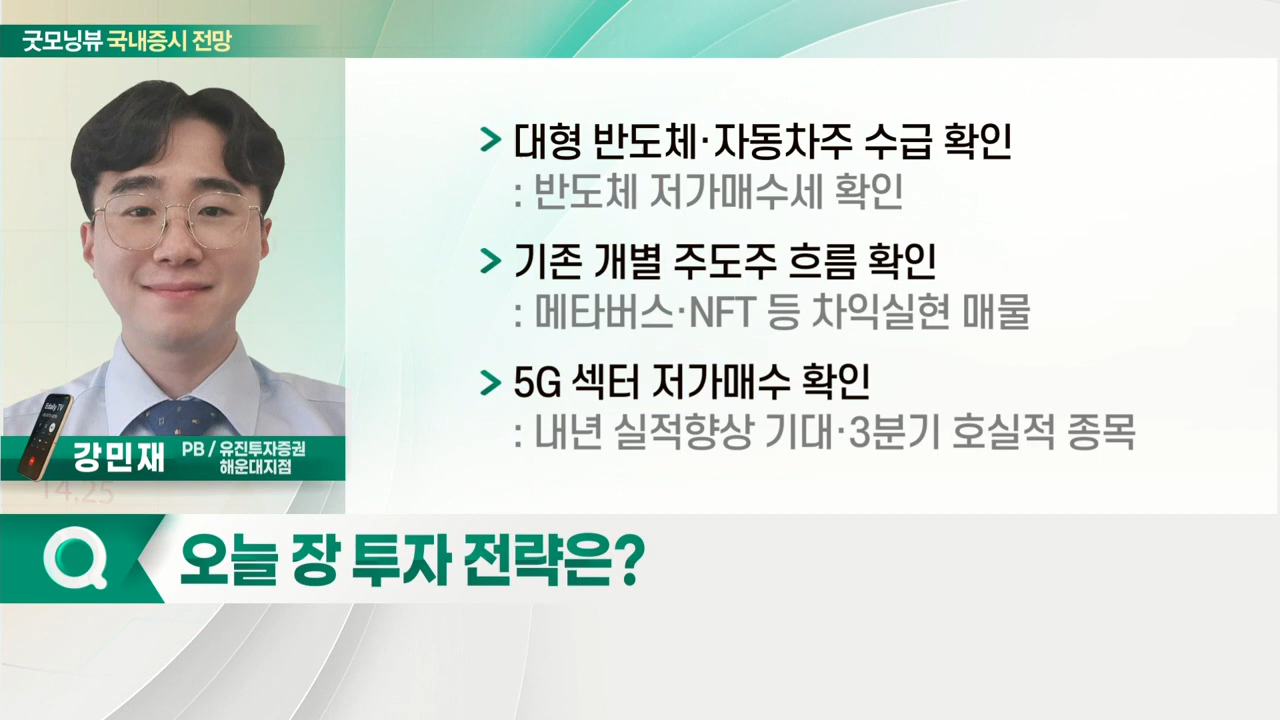 굿모닝뷰 국내증시 전망
> 대형 반도체·자동차주 수급 확인
: 반도체 저가매수세 확인
> 기존 개별 주도주 흐름 확인
: 메타버스·NFT 등 차익실현 매물
> 5G 섹터 저가매수 확인
: 내년 실적향상 기대·3분기 호실적 종목
Edaily TV
강민재 PB / 유진투자증권
해운대지점
14.25
Q 오늘 장 투자 전략은?